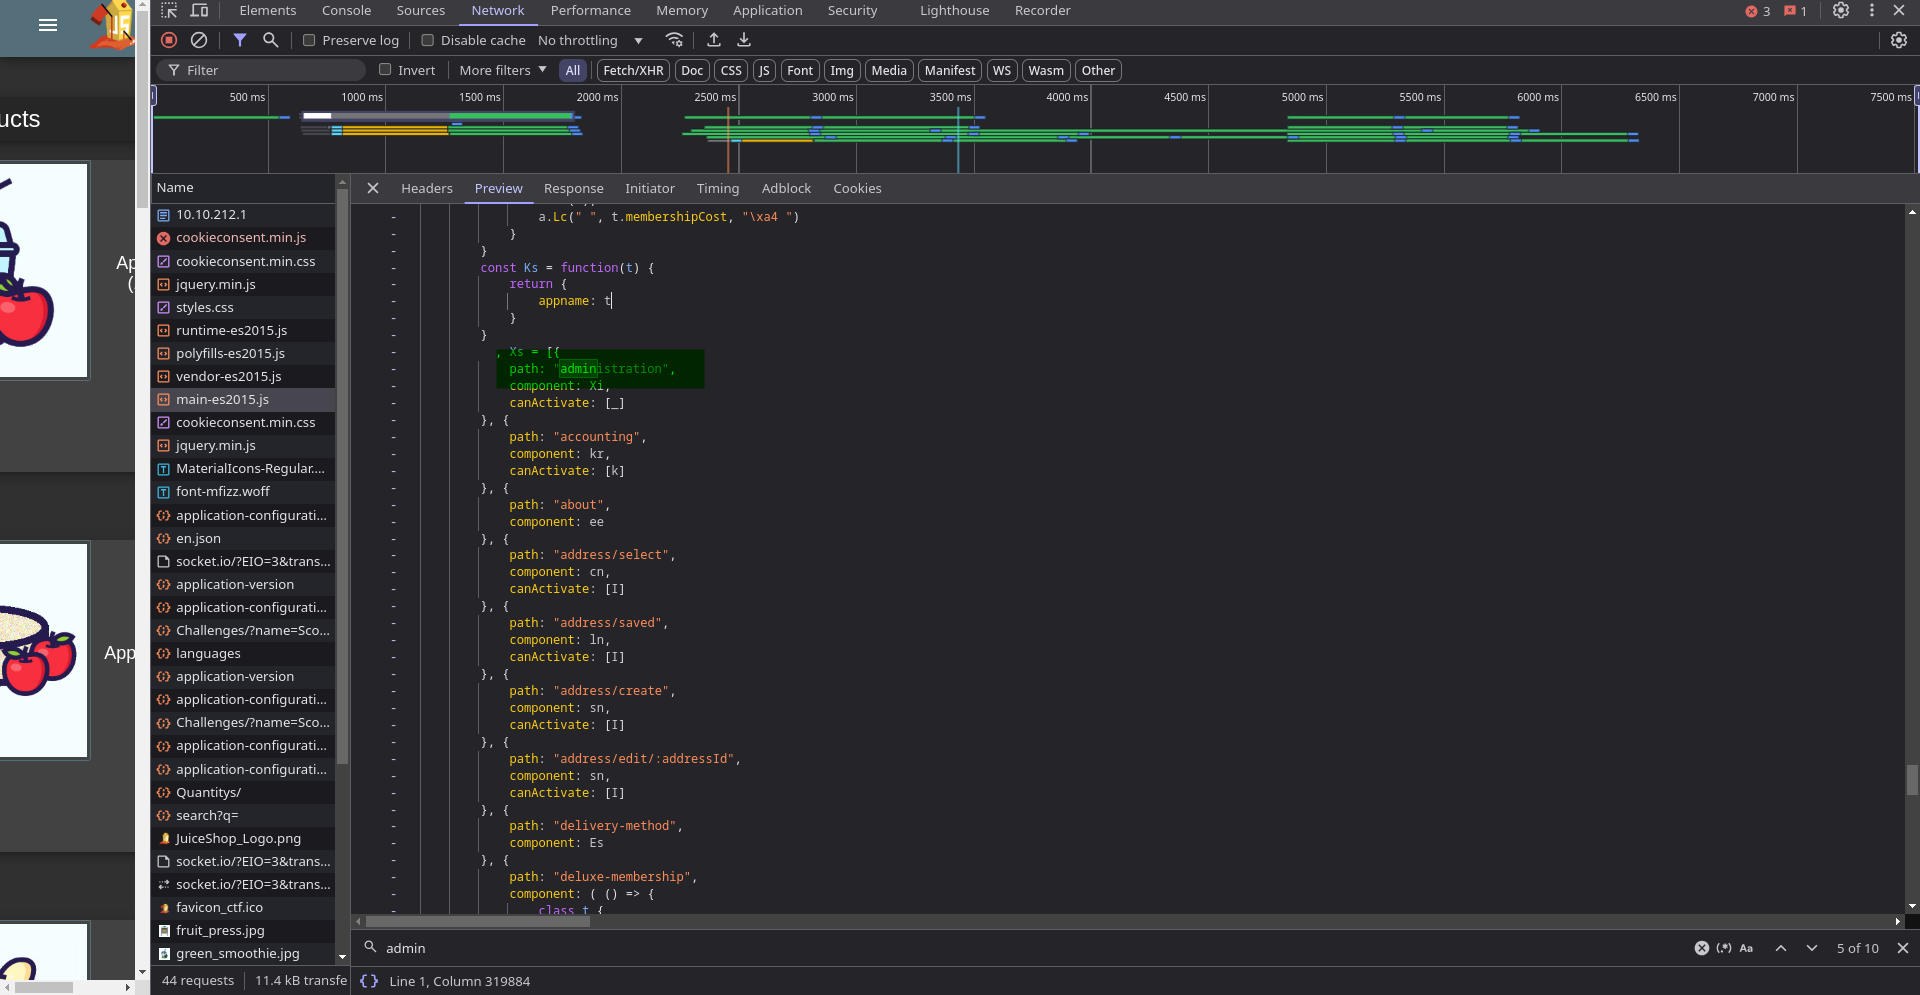 Elements Console Sources Network Performance Memory Application Security Lighthouse Recorder 3 1
Preserve log Disable cache No throttling
Filter Invert More filters All Fetch/XHR Doc CSS JS Font Img Media Manifest WS Wasm Other
500 ms 1000 ms 1500 ms 2000 ms 2500 ms 3000 ms 3500 ms 4000 ms 4500 ms 5000 ms 5500 ms 6000 ms 6500 ms 7000 ms 7500 ms
ucts
Ap
(
App
Name
10.10.212.1
cookieconsent.min.js
cookieconsent.min.css
jquery.min.js
styles.css
runtime-es2015.js
polyfills-es2015.js
vendor-es2015.js
main-es2015.js
cookieconsent.min.css
jquery.min.js
MaterialIcons-Regular....
font-mfizz.woff
application-configurati...
en.json
socket.io/?EIO=3&trans...
application-version
application-configurati...
Challenges/?name=Sco...
languages
application-version
application-configurati...
Challenges/?name=Sco...
application-configurati...
application-configurati...
Quantitys/
search?q=
JuiceShop_Logo.png
socket.io/?EIO=3&trans...
socket.io/?EIO=3&trans...
favicon_ctf.ico
fruit_press.jpg
green_smoothie.jpg
44 requests 11.4 kB transfe
Headers Preview Response Initiator Timing Adblock Cookies
a.Lc(" ", t.membershipCost, "\xa4 ")
}
}
const Ks = function(t) {
return {
appname: t
}
}
, Xs = [{
path: "administration",
component: Xi,
canActivate: [_]
}, {
path: "accounting",
component: kr,
canActivate: [k]
}, {
path: "about",
component: ee
}, {
path: "address/select",
component: cn,
canActivate: [I]
}, {
path: "address/saved",
component: ln,
canActivate: [I]
}, {
path: "address/create",
component: sn,
canActivate: [I]
}, {
path: "address/edit/:addressId",
component: sn,
canActivate: [I]
}, {
path: "delivery-method",
component: Es
}, {
path: "deluxe-membership",
component: ( () => {
class t {
admin (.*) Aa 5 of 10
{} Line 1, Column 319884